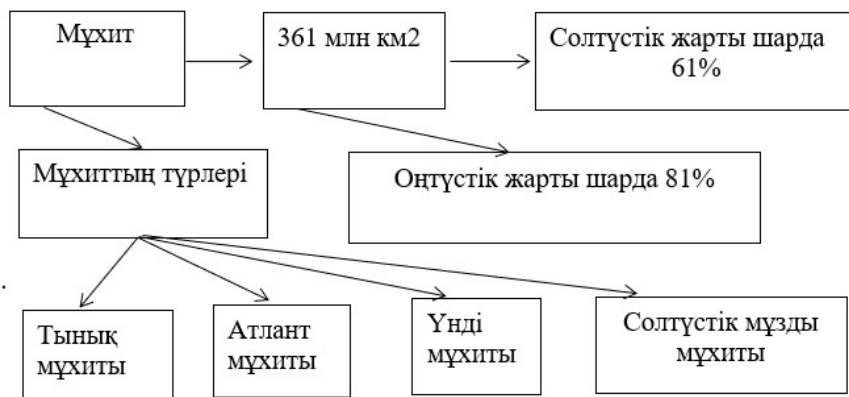 Мұхит
361 млн км2
Солтүстік жарты шарда
61%
Мұхиттың түрлері
Оңтүстік жарты шарда 81%
.
Тынық
мұхиты
Атлант
мұхиты
Үнді
мұхиты
Солтүстік мұзды
мұхиты